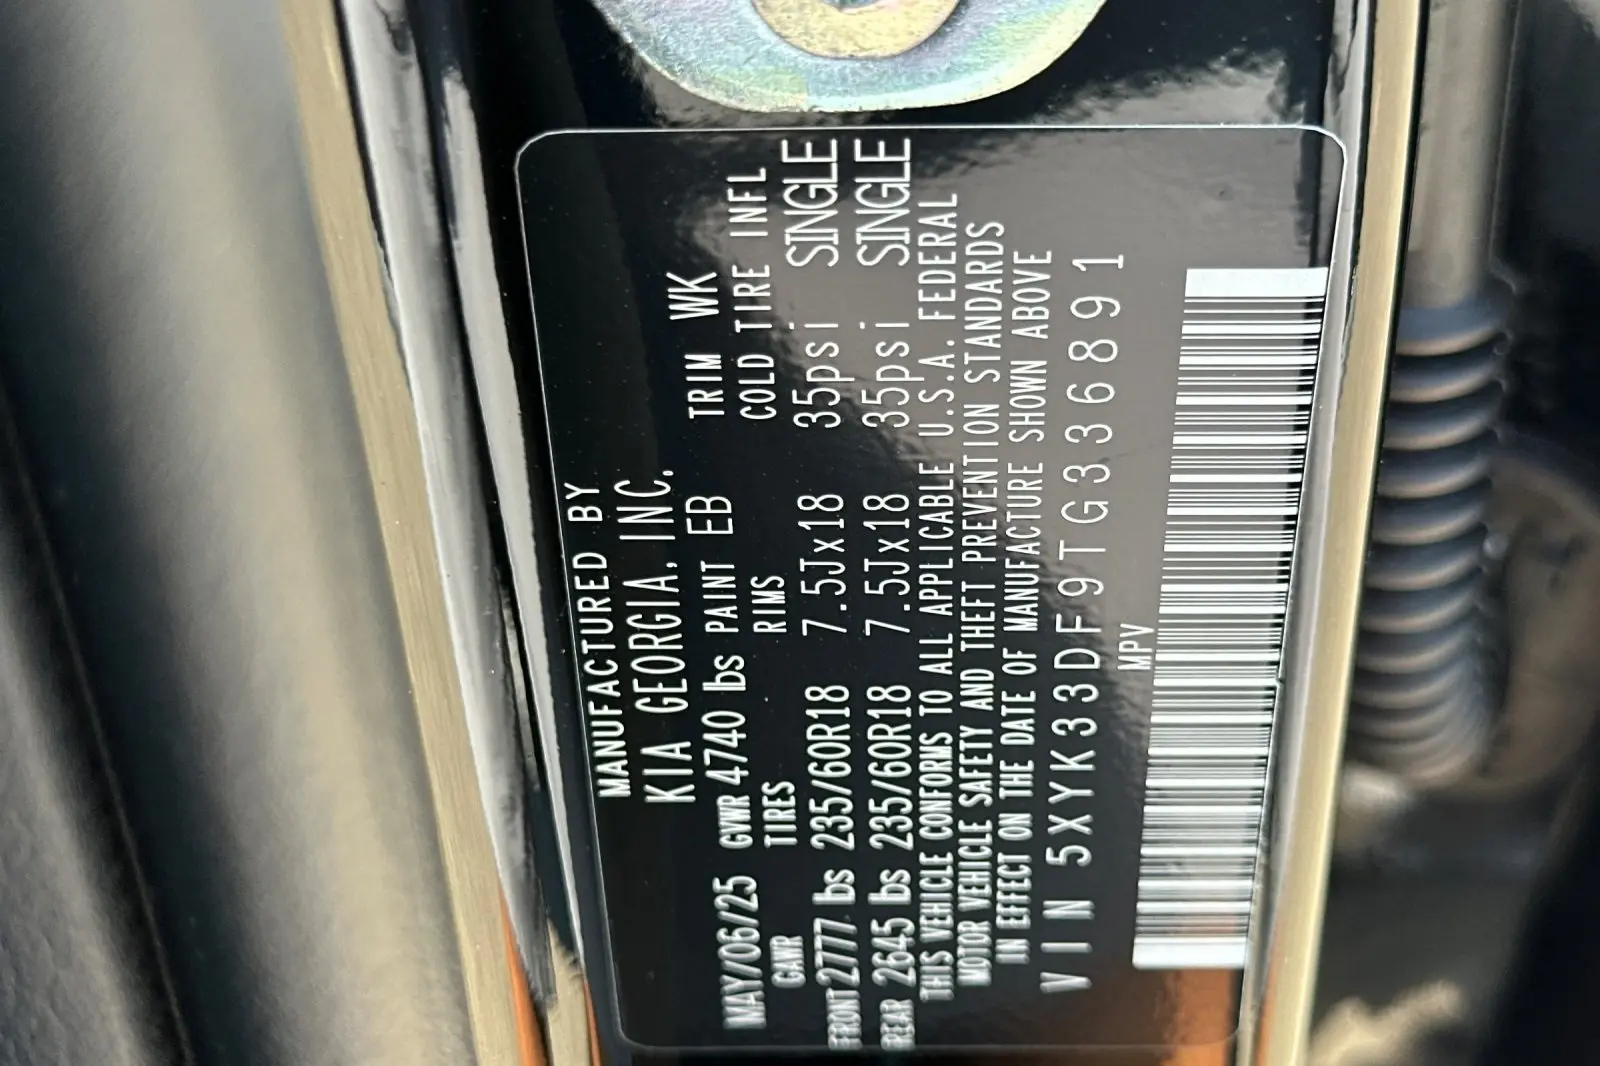 MANUFACTURED BY
KIA GEORGIA, INC.
MAY/06/25 GVWR 4740 lbs PAINT EB TRIM WK
GAWR TIRES RIMS COLD TIRE INFL
FRONT 2777 lbs 235/60R18 7.5Jx18 35psi SINGLE
REAR 2645 lbs 235/60R18 7.5Jx18 35psi SINGLE
THIS VEHICLE CONFORMS TO ALL APPLICABLE U.S.A. FEDERAL
MOTOR VEHICLE SAFETY AND THEFT PREVENTION STANDARDS
IN EFFECT ON THE DATE OF MANUFACTURE SHOWN ABOVE
VIN 5XYK33DF9TG336891
MPV